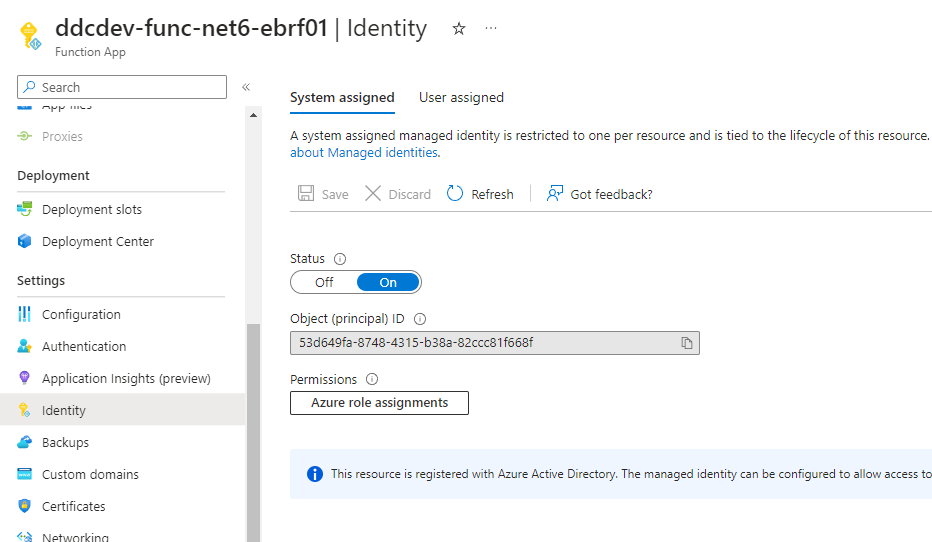 ddcdev-func-net6-ebrf01 | Identity
Function App
Search
App files
Proxies
Deployment
Deployment slots
Deployment Center
Settings
Configuration
Authentication
Application Insights (preview)
Identity
Backups
Custom domains
Certificates
Networking
System assigned User assigned
A system assigned managed identity is restricted to one per resource and is tied to the lifecycle of this resource.
about Managed identities.
Save Discard Refresh Got feedback?
Status
Off On
Object (principal) ID
53d649fa-8748-4315-b38a-82ccc81f668f
Permissions
Azure role assignments
This resource is registered with Azure Active Directory. The managed identity can be configured to allow access to